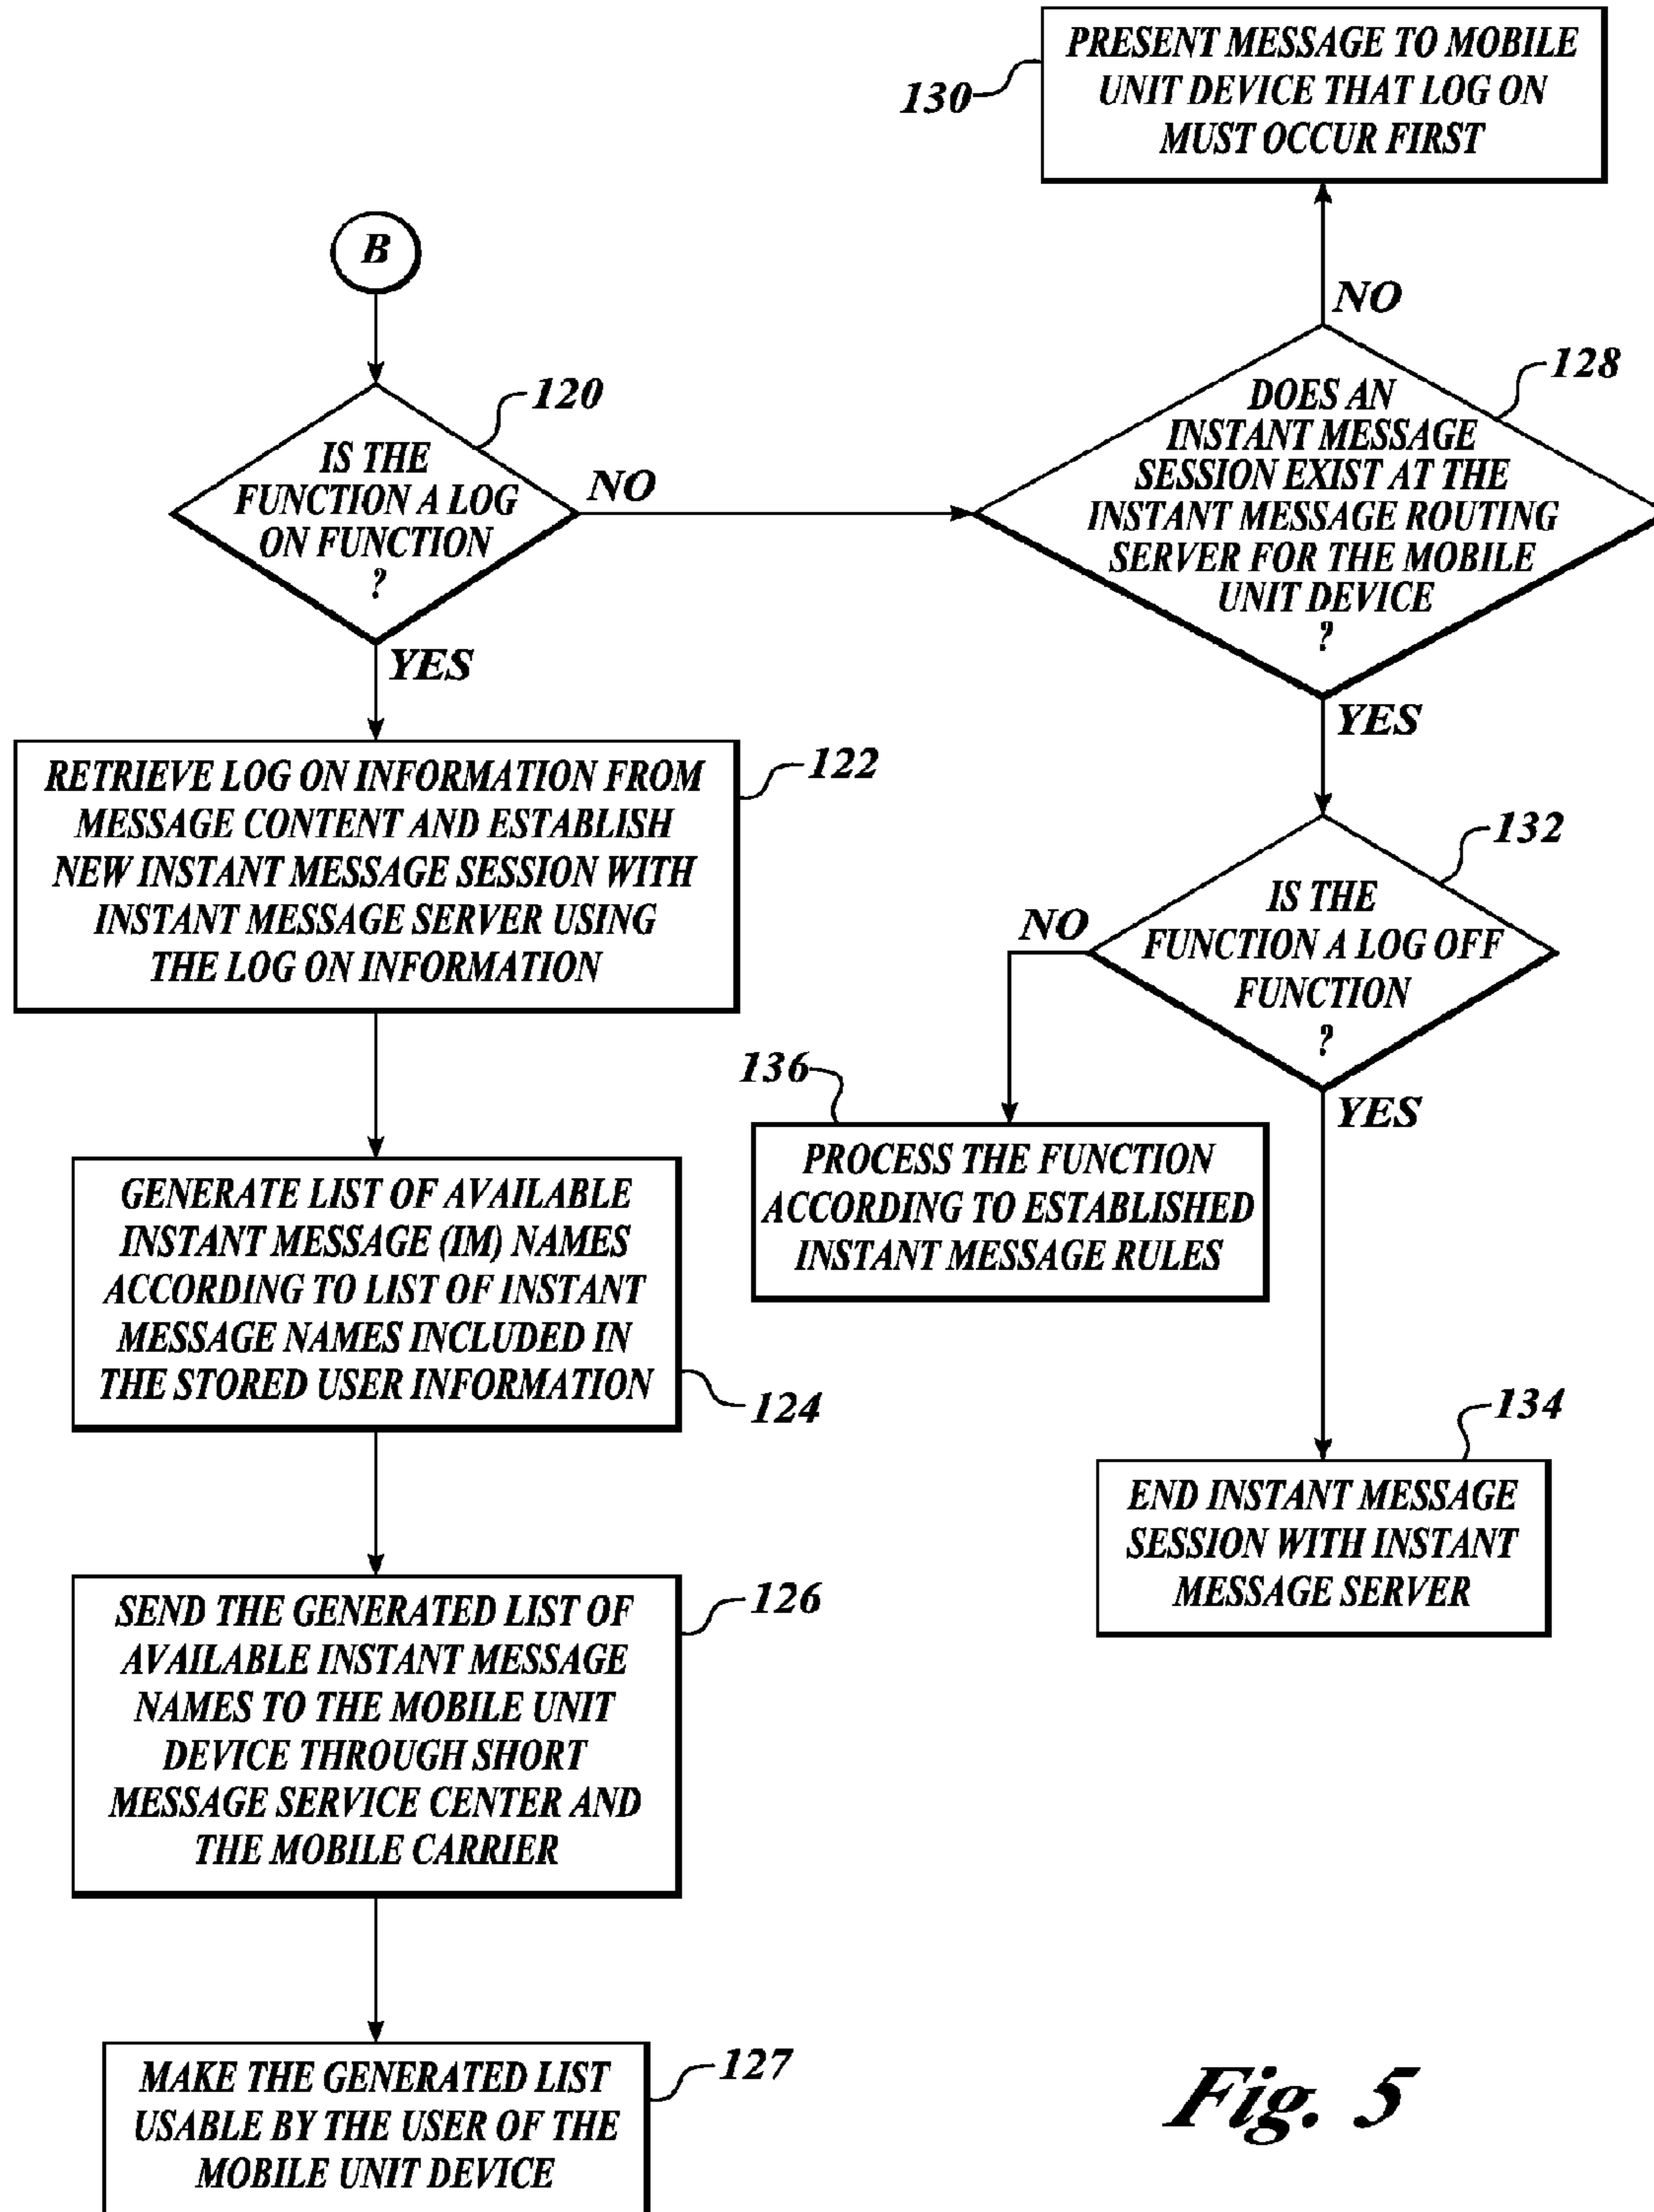 B
120
IS THE
FUNCTION A LOG
ON FUNCTION
?
NO
YES
122
RETRIEVE LOG ON INFORMATION FROM
MESSAGE CONTENT AND ESTABLISH
NEW INSTANT MESSAGE SESSION WITH
INSTANT MESSAGE SERVER USING
THE LOG ON INFORMATION
GENERATE LIST OF AVAILABLE
INSTANT MESSAGE (IM) NAMES
ACCORDING TO LIST OF INSTANT
MESSAGE NAMES INCLUDED IN
THE STORED USER INFORMATION
124
126
SEND THE GENERATED LIST OF
AVAILABLE INSTANT MESSAGE
NAMES TO THE MOBILE UNIT
DEVICE THROUGH SHORT
MESSAGE SERVICE CENTER AND
THE MOBILE CARRIER
127
MAKE THE GENERATED LIST
USABLE BY THE USER OF THE
MOBILE UNIT DEVICE
130
PRESENT MESSAGE TO MOBILE
UNIT DEVICE THAT LOG ON
MUST OCCUR FIRST
NO
128
DOES AN
INSTANT MESSAGE
SESSION EXIST AT THE
INSTANT MESSAGE ROUTING
SERVER FOR THE MOBILE
UNIT DEVICE
?
YES
132
IS THE
FUNCTION A LOG OFF
FUNCTION
?
NO
YES
136
PROCESS THE FUNCTION
ACCORDING TO ESTABLISHED
INSTANT MESSAGE RULES
134
END INSTANT MESSAGE
SESSION WITH INSTANT
MESSAGE SERVER
Fig. 5